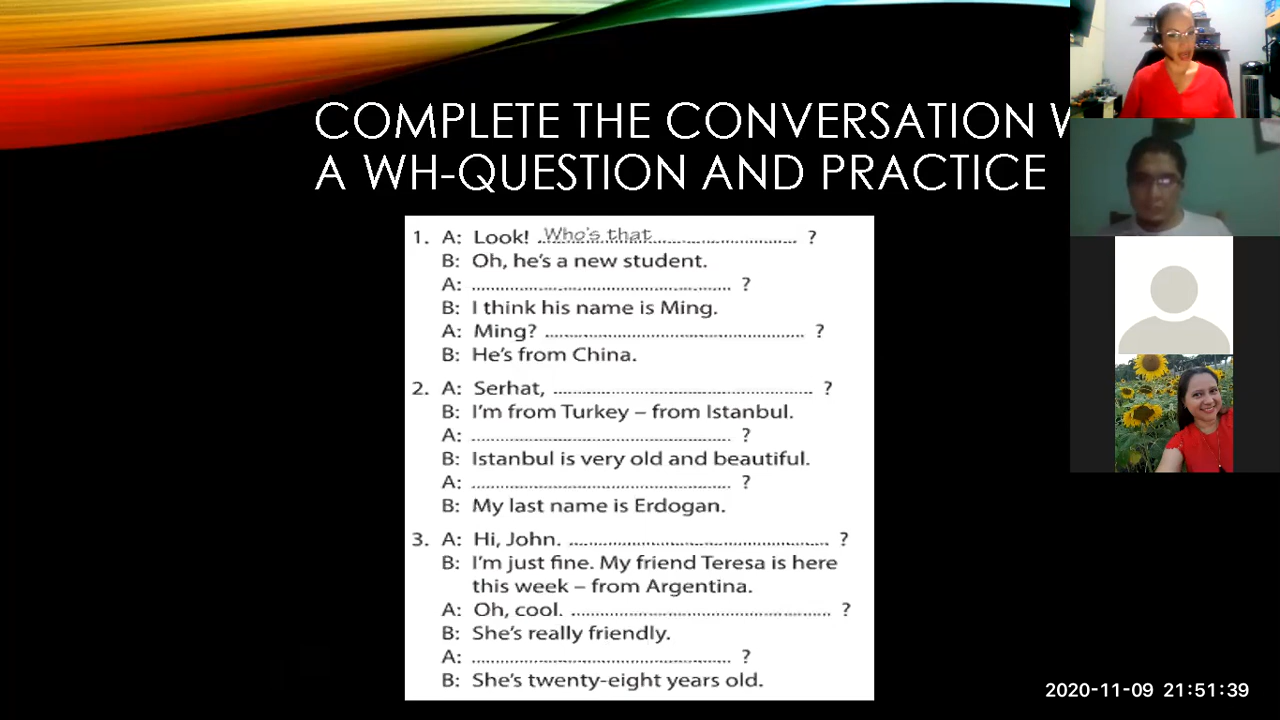 COMPLETE THE CONVERSATION
A WH-QUESTION AND PRACTICE
1. A: Look! Who's that ?
B: Oh, he's a new student.
A: ?
B: I think his name is Ming.
A: Ming? ?
B: He's from China.
2. A: Serhat, ?
B: I'm from Turkey – from Istanbul.
A: ?
B: Istanbul is very old and beautiful.
A: ?
B: My last name is Erdogan.
3. A: Hi, John. ?
B: I'm just fine. My friend Teresa is here
this week – from Argentina.
A: Oh, cool. ?
B: She's really friendly.
A: ?
B: She's twenty-eight years old.
2020-11-09 21:51:39